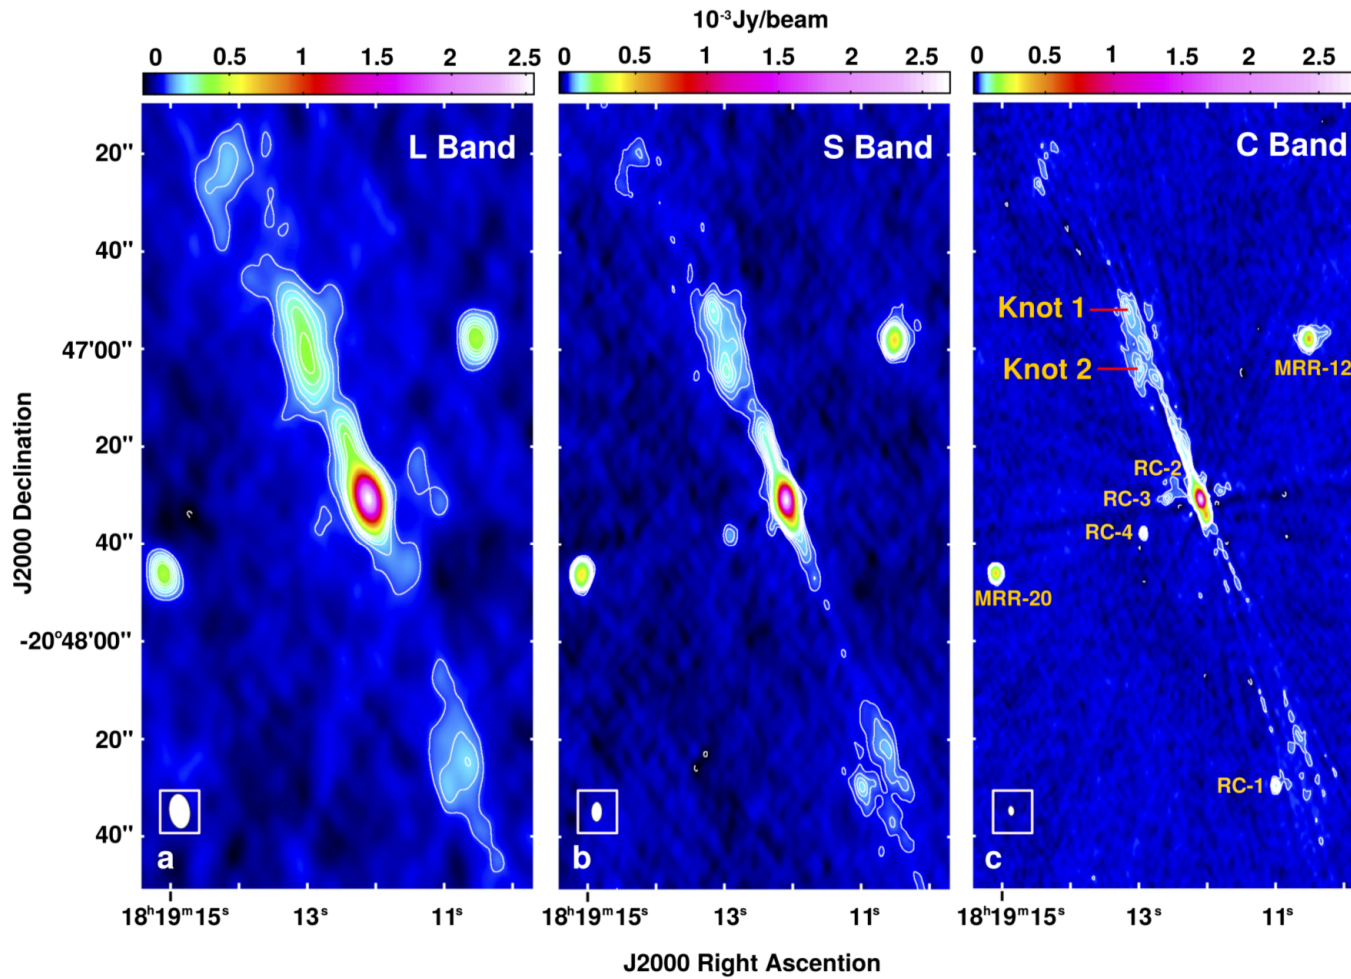 10⁻³Jy/beam
0 0.5 1 1.5 2 2.5
0 0.5 1 1.5 2 2.5
0 0.5 1 1.5 2 2.5
L Band
S Band
C Band
20''
40''
47'00''
20''
40''
-20°48'00''
20''
40''
J2000 Declination
Knot 1
Knot 2
MRR-12
RC-2
RC-3
RC-4
MRR-20
RC-1
a
b
c
18ʰ19ᵐ15ˢ 13ˢ 11ˢ
18ʰ19ᵐ15ˢ 13ˢ 11ˢ
18ʰ19ᵐ15ˢ 13ˢ 11ˢ
J2000 Right Ascention